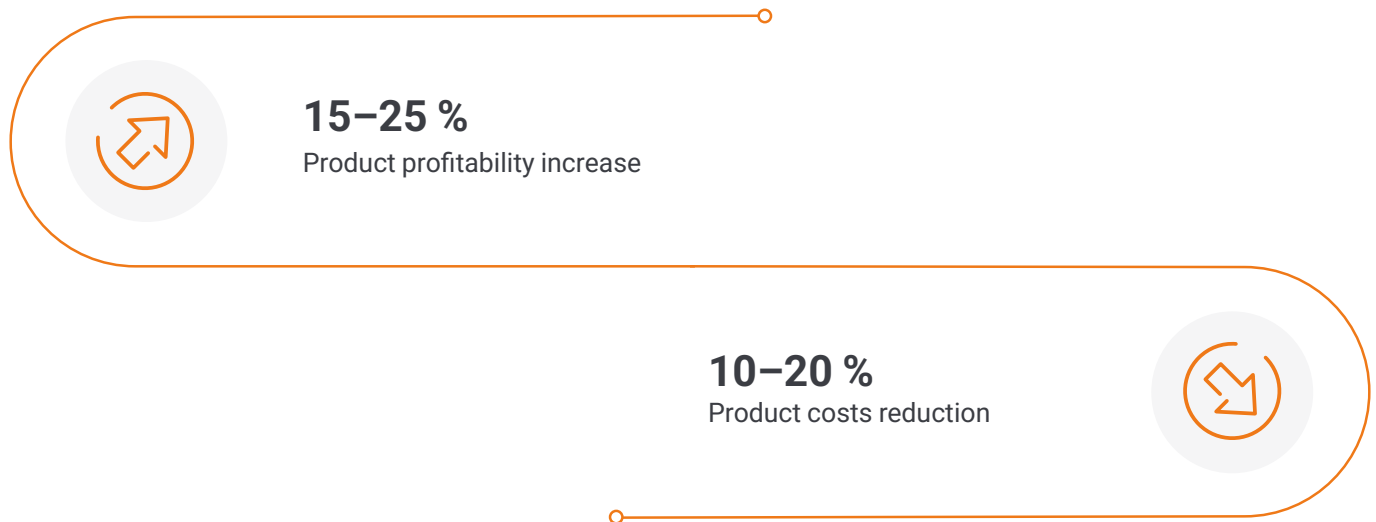 15–25 %
Product profitability increase
10–20 %
Product costs reduction